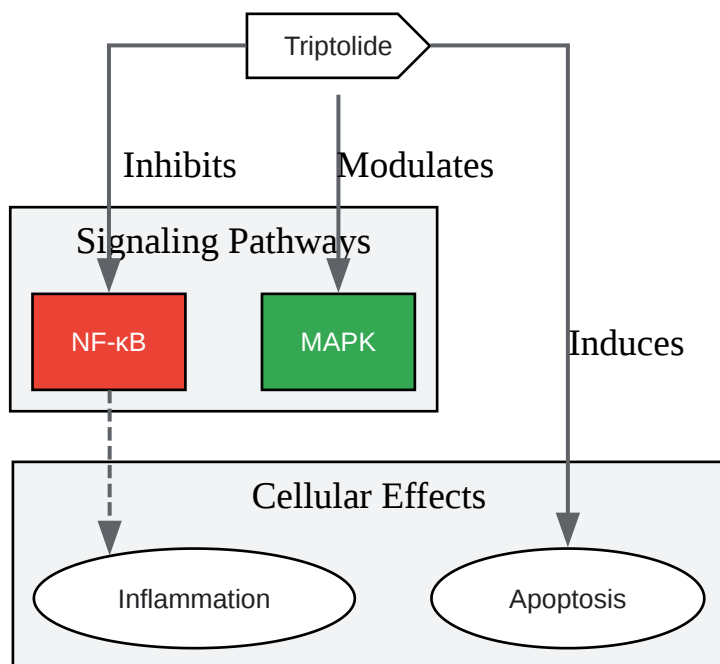 Triptolide
Inhibits
Modulates
Signaling Pathways
NF-κB
MAPK
Induces
Cellular Effects
Inflammation
Apoptosis